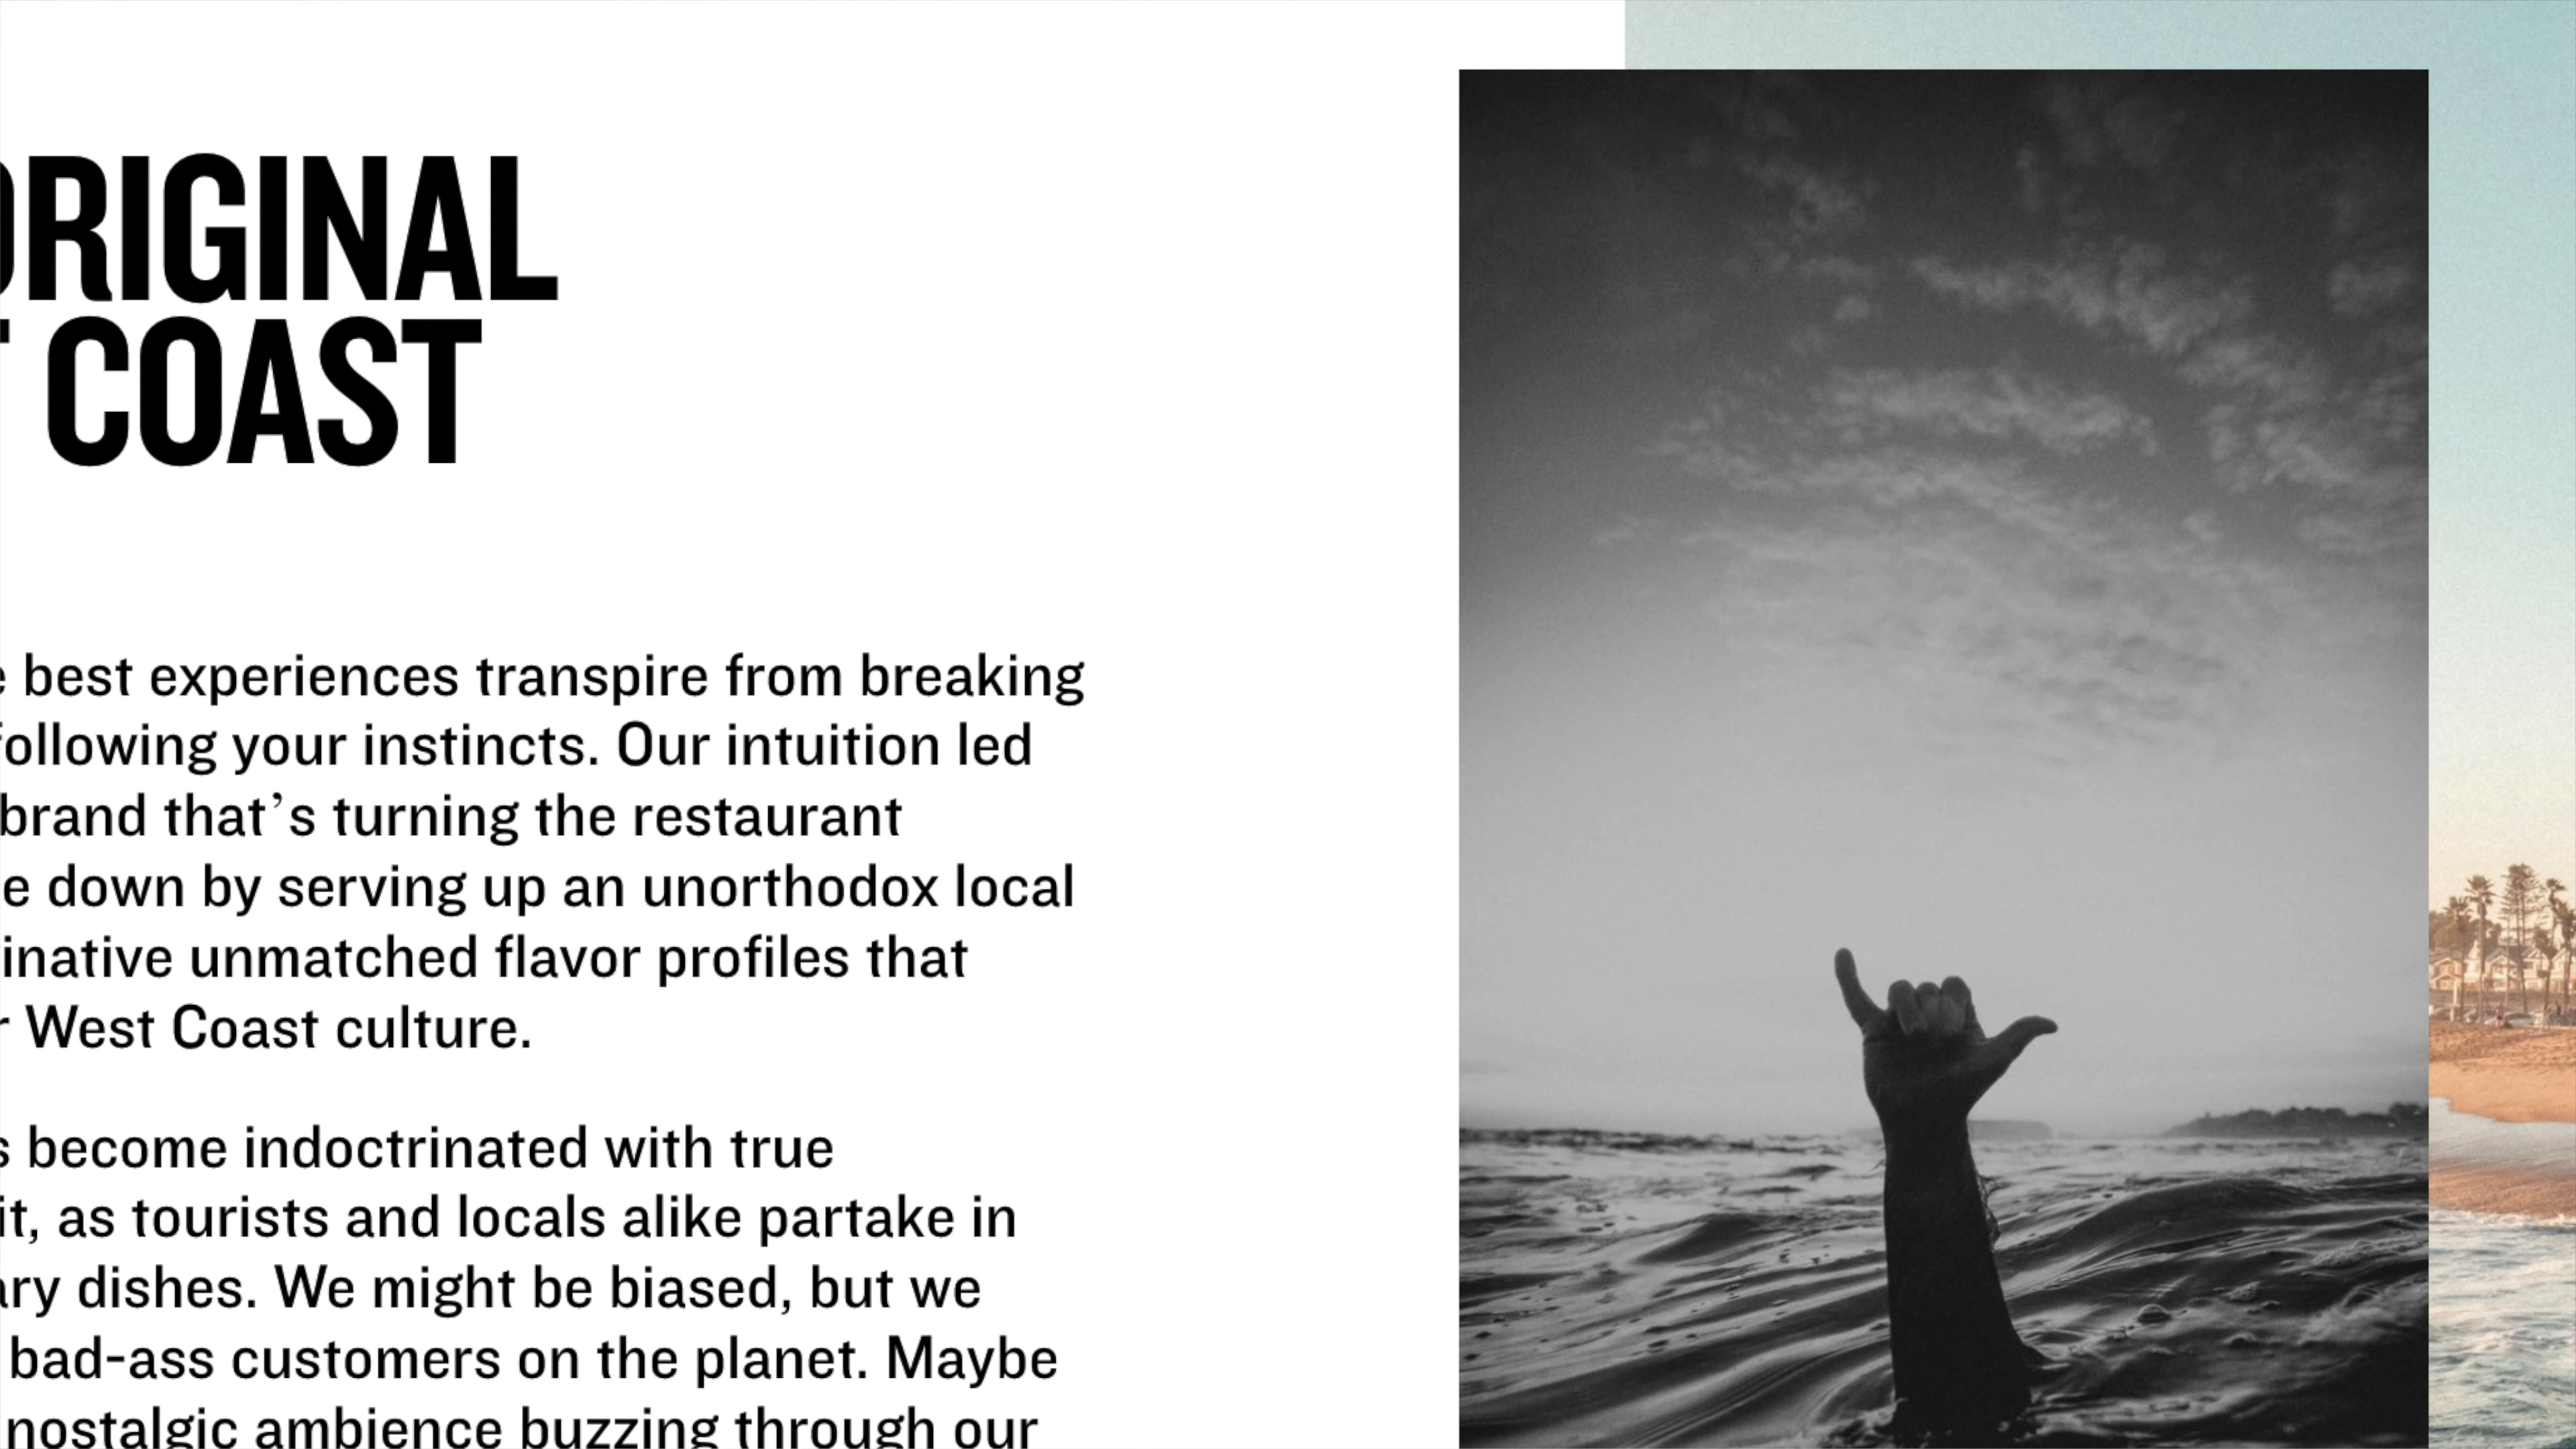 ORIGINAL
COAST
best experiences transpire from breaking
following your instincts. Our intuition led
brand that’s turning the restaurant
down by serving up an unorthodox local
unmatched flavor profiles that
West Coast culture.
become indoctrinated with true
as tourists and locals alike partake in
dishes. We might be biased, but we
bad-ass customers on the planet. Maybe
nostalgic ambience buzzing through our